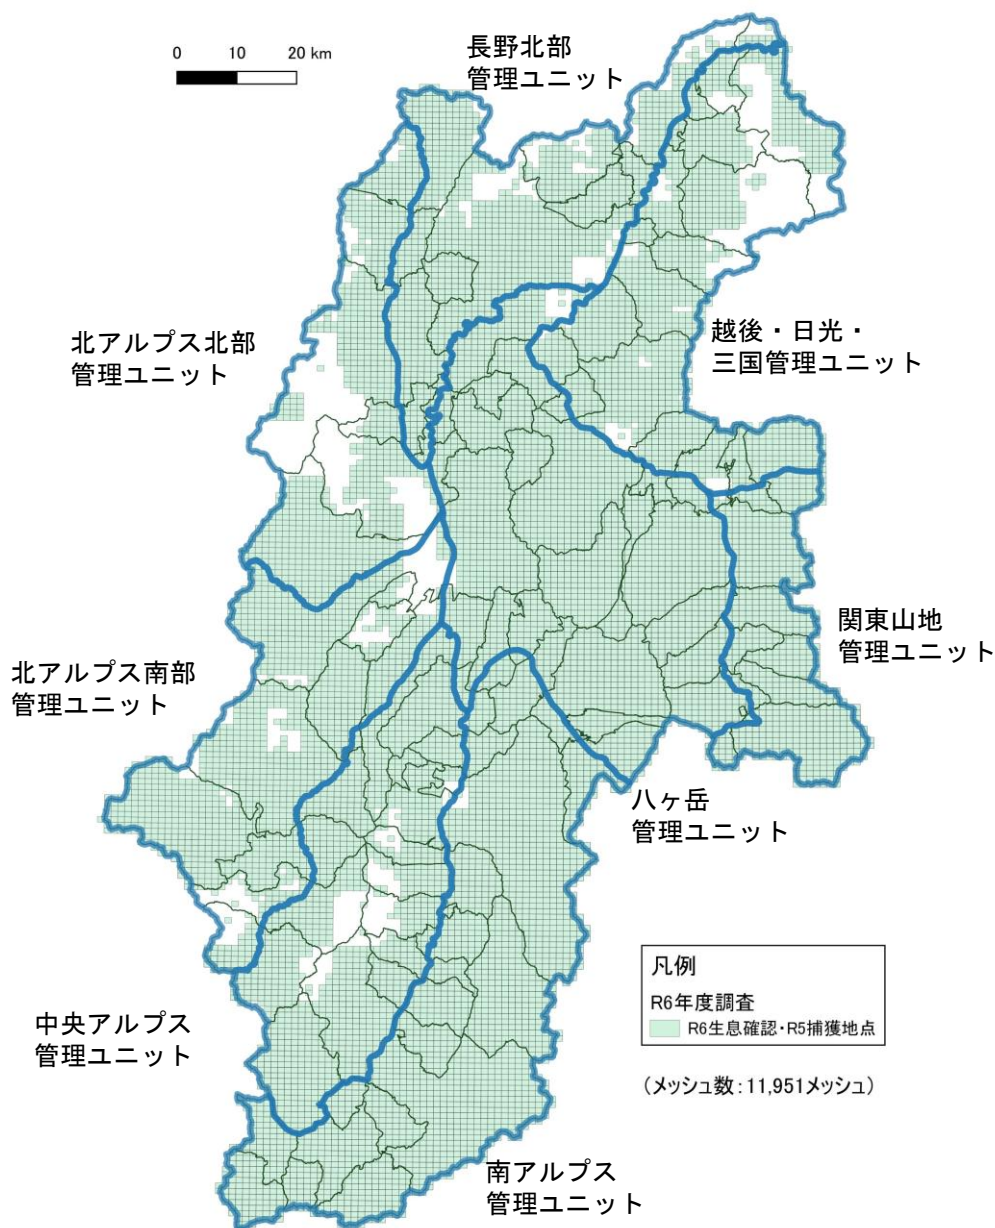 0 10 20 km
長野北部
管理ユニット
北アルプス北部
管理ユニット
越後・日光・
三国管理ユニット
関東山地
管理ユニット
北アルプス南部
管理ユニット
八ヶ岳
管理ユニット
中央アルプス
管理ユニット
南アルプス
管理ユニット
凡例
R6年度調査
R6生息確認・R5捕獲地点
(メッシュ数:11,951メッシュ)